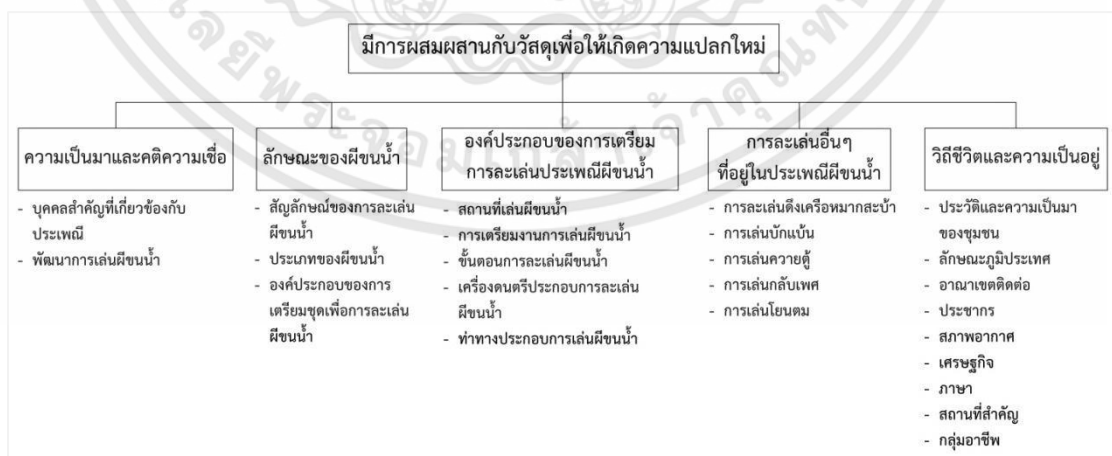 มีการผสมผสานกับวัสดุเพื่อให้เกิดความแปลกใหม่
ความเป็นมาและคติความเชื่อ
- บุคคลสำคัญที่เกี่ยวข้องกับ
ประเพณี
- พัฒนาการเล่นผีขนน้ำ
ลักษณะของผีขนน้ำ
- สัญลักษณ์ของการละเล่น
ผีขนน้ำ
- ประเภทของผีขนน้ำ
- องค์ประกอบของการ
เตรียมชุดเพื่อการละเล่น
ผีขนน้ำ
องค์ประกอบของการเตรียม
การละเล่นประเพณีผีขนน้ำ
- สถานที่เล่นผีขนน้ำ
- การเตรียมงานการเล่นผีขนน้ำ
- ขั้นตอนการละเล่นผีขนน้ำ
- เครื่องดนตรีประกอบการละเล่น
ผีขนน้ำ
- ท่าทางประกอบการเล่นผีขนน้ำ
การละเล่นอื่นๆ
ที่อยู่ในประเพณีผีขนน้ำ
- การละเล่นดึงเครือหมากสะบ้า
- การเล่นบักแบ้น
- การเล่นควายตู้
- การเล่นกลับเพศ
- การเล่นโยนตม
วิถีชีวิตและความเป็นอยู่
- ประวัติและความเป็นมา
ของชุมชน
- ลักษณะภูมิประเทศ
- อาณาเขตติดต่อ
- ประชากร
- สภาพอากาศ
- เศรษฐกิจ
- ภาษา
- สถานที่สำคัญ
- กลุ่มอาชีพ